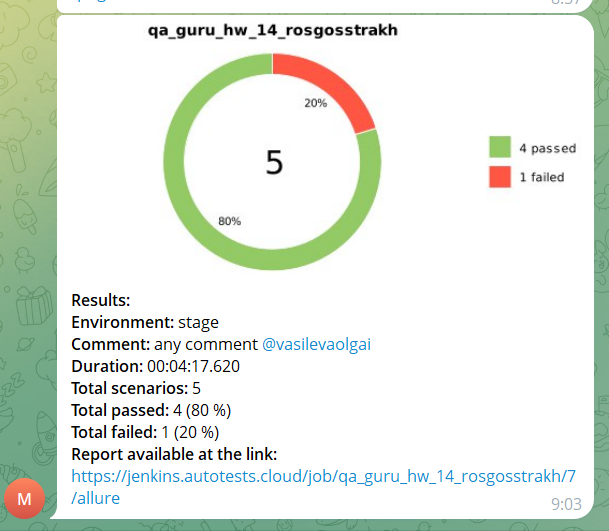 qa_guru_hw_14_rosgosstrakh
20%
5
80%
4 passed
1 failed
Results:
Environment: stage
Comment: any comment @vasilevaolgai
Duration: 00:04:17.620
Total scenarios: 5
Total passed: 4 (80 %)
Total failed: 1 (20 %)
Report available at the link:
https://jenkins.autotests.cloud/job/qa_guru_hw_14_rosgosstrakh/7
/allure
M
9:03